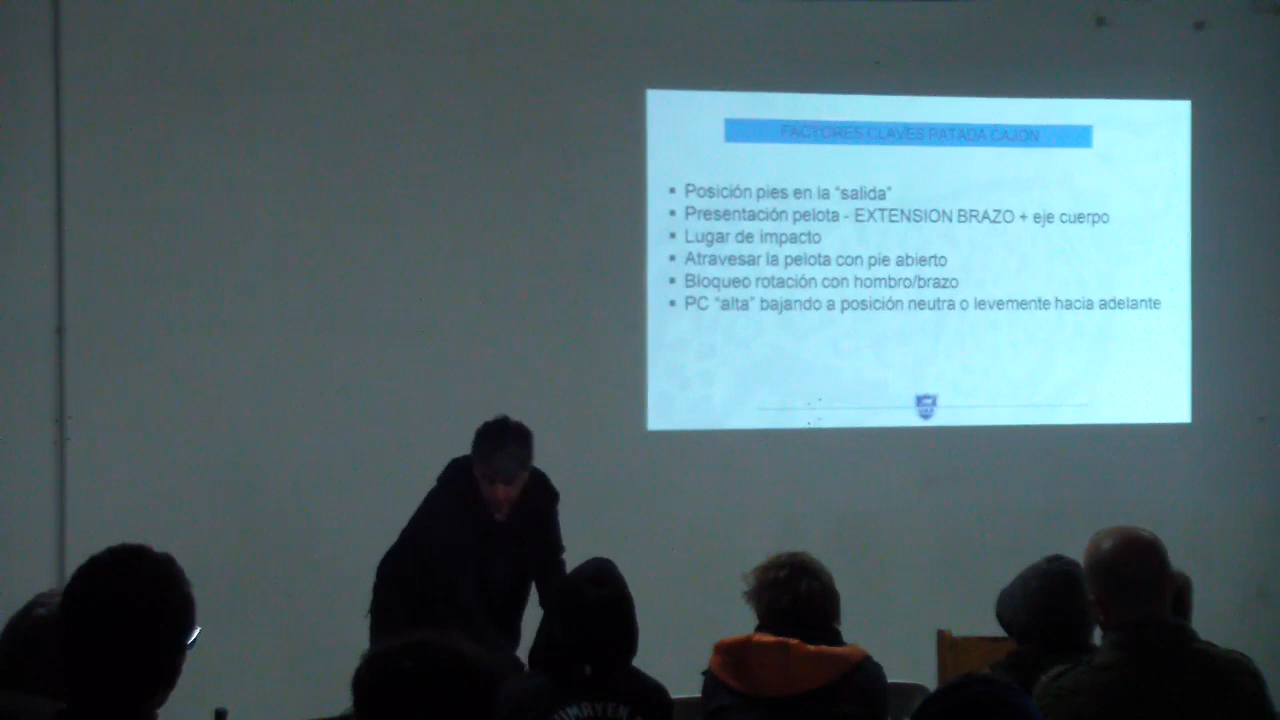 FACTORES CLAVES PATADA CAJON
▪ Posición pies en la “salida”
▪ Presentación pelota - EXTENSION BRAZO + eje cuerpo
▪ Lugar de impacto
▪ Atravesar la pelota con pie abierto
▪ Bloqueo rotación con hombro/brazo
▪ PC “alta” bajando a posición neutra o levemente hacia adelante